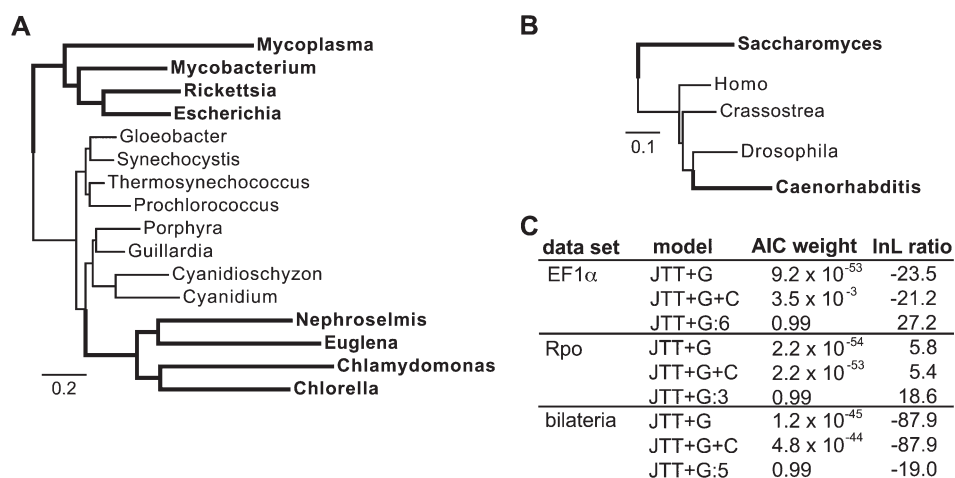 A
Mycoplasma
Mycobacterium
Rickettsia
Escherichia
Gloeobacter
Synechocystis
Thermosynechococcus
Prochlorococcus
Porphyra
Guillardia
Cyanidioschyzon
Cyanidium
Nephroselmis
Euglena
Chlamydomonas
Chlorella
0.2
B
Saccharomyces
Homo
Crassostrea
Drosophila
Caenorhabditis
0.1
C
data set model AIC weight lnL ratio
EF1α JTT+G 9.2 x 10⁻⁵³ -23.5
JTT+G+C 3.5 x 10⁻³ -21.2
JTT+G:6 0.99 27.2
Rpo JTT+G 2.2 x 10⁻⁵⁴ 5.8
JTT+G+C 2.2 x 10⁻⁵³ 5.4
JTT+G:3 0.99 18.6
bilateria JTT+G 1.2 x 10⁻⁴⁵ -87.9
JTT+G+C 4.8 x 10⁻⁴⁴ -87.9
JTT+G:5 0.99 -19.0